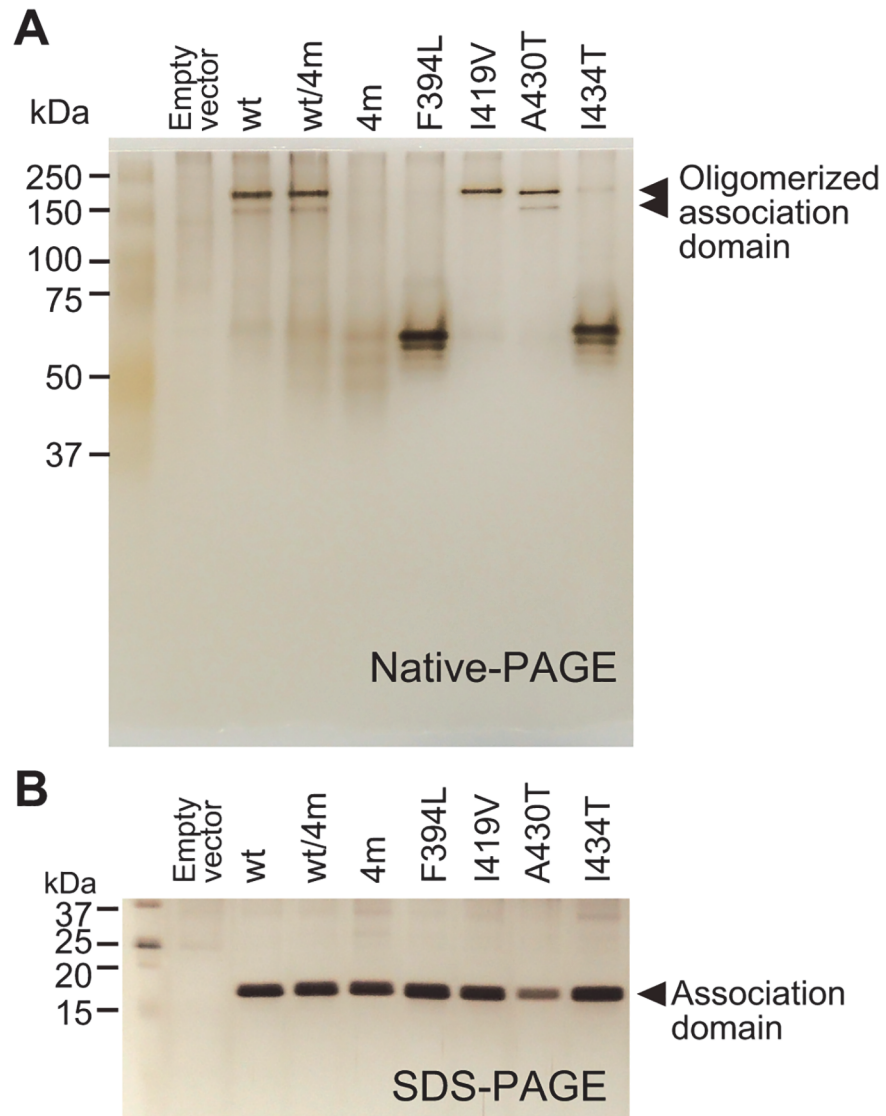 A
kDa
Empty
vector
wt
wt/4m
4m
F394L
I419V
A430T
I434T
250
150
100
75
50
37
Oligomerized
association
domain
Native-PAGE
B
kDa
Empty
vector
wt
wt/4m
4m
F394L
I419V
A430T
I434T
37
25
20
15
Association
domain
SDS-PAGE